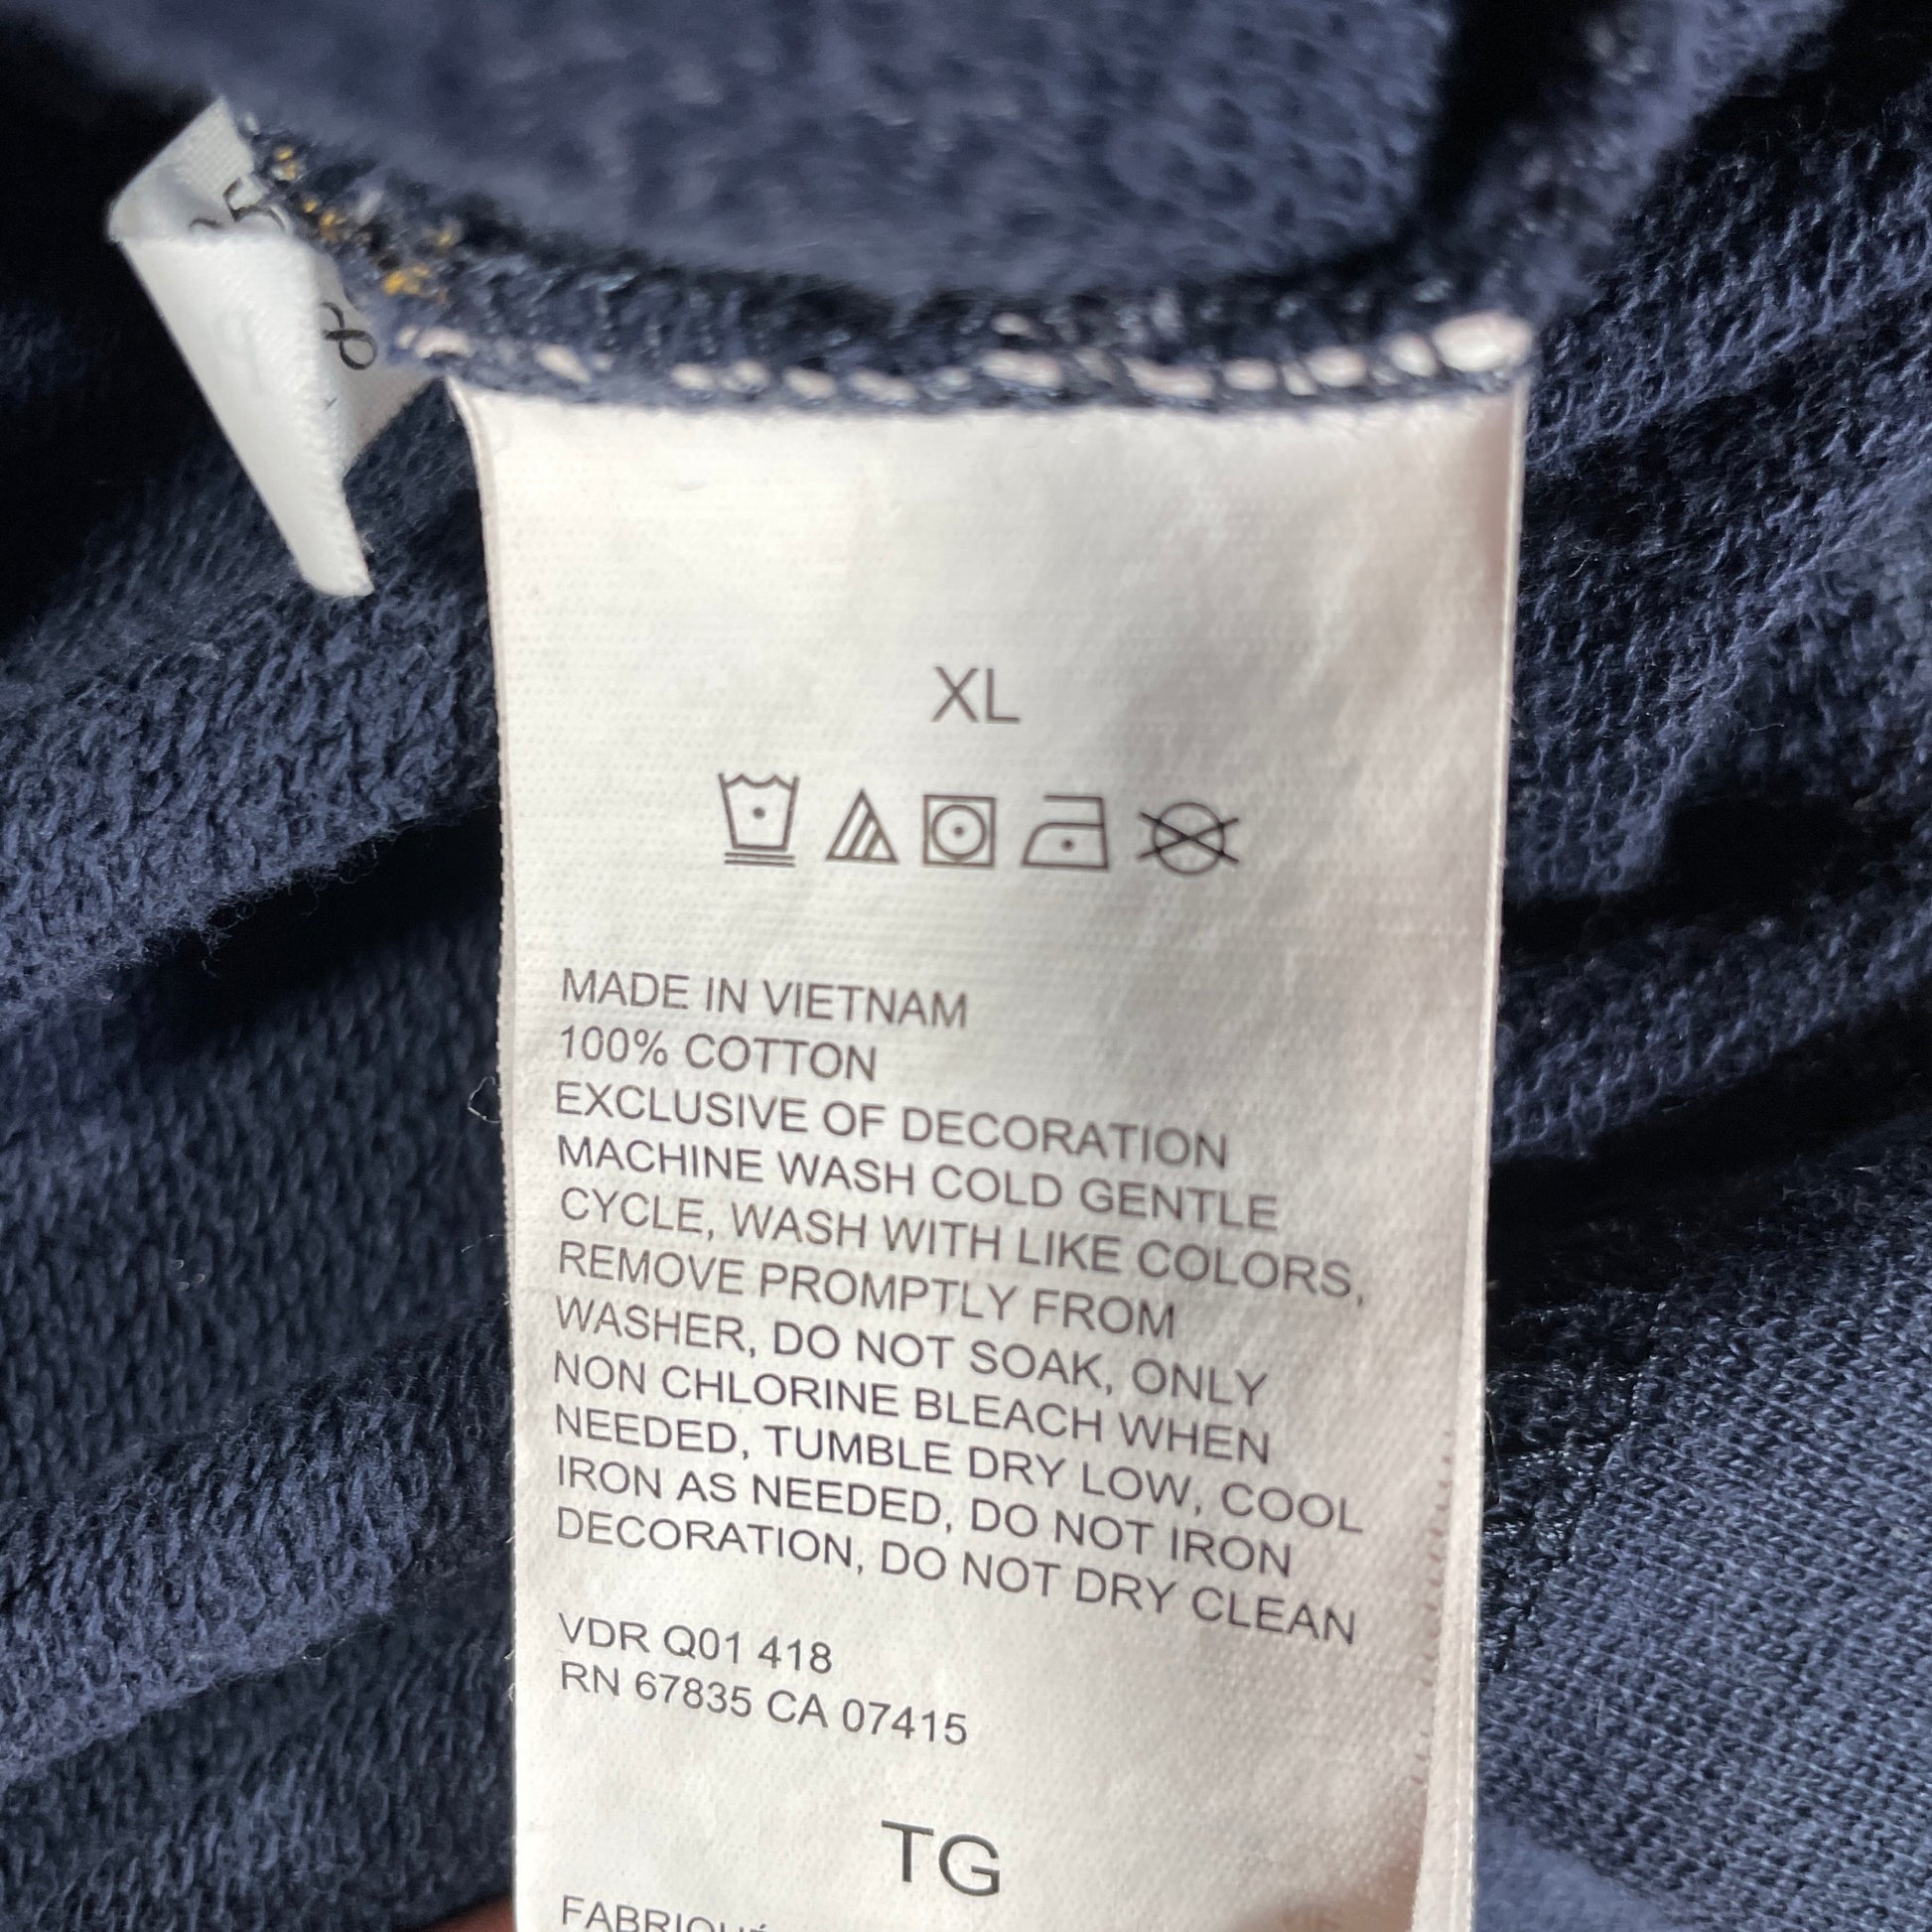 XL
MADE IN VIETNAM
100% COTTON
EXCLUSIVE OF DECORATION
MACHINE WASH COLD GENTLE
CYCLE, WASH WITH LIKE COLORS,
REMOVE PROMPTLY FROM
WASHER, DO NOT SOAK, ONLY
NON CHLORINE BLEACH WHEN
NEEDED, TUMBLE DRY LOW, COOL
IRON AS NEEDED, DO NOT IRON
DECORATION, DO NOT DRY CLEAN
VDR Q01 418
RN 67835 CA 07415
TG